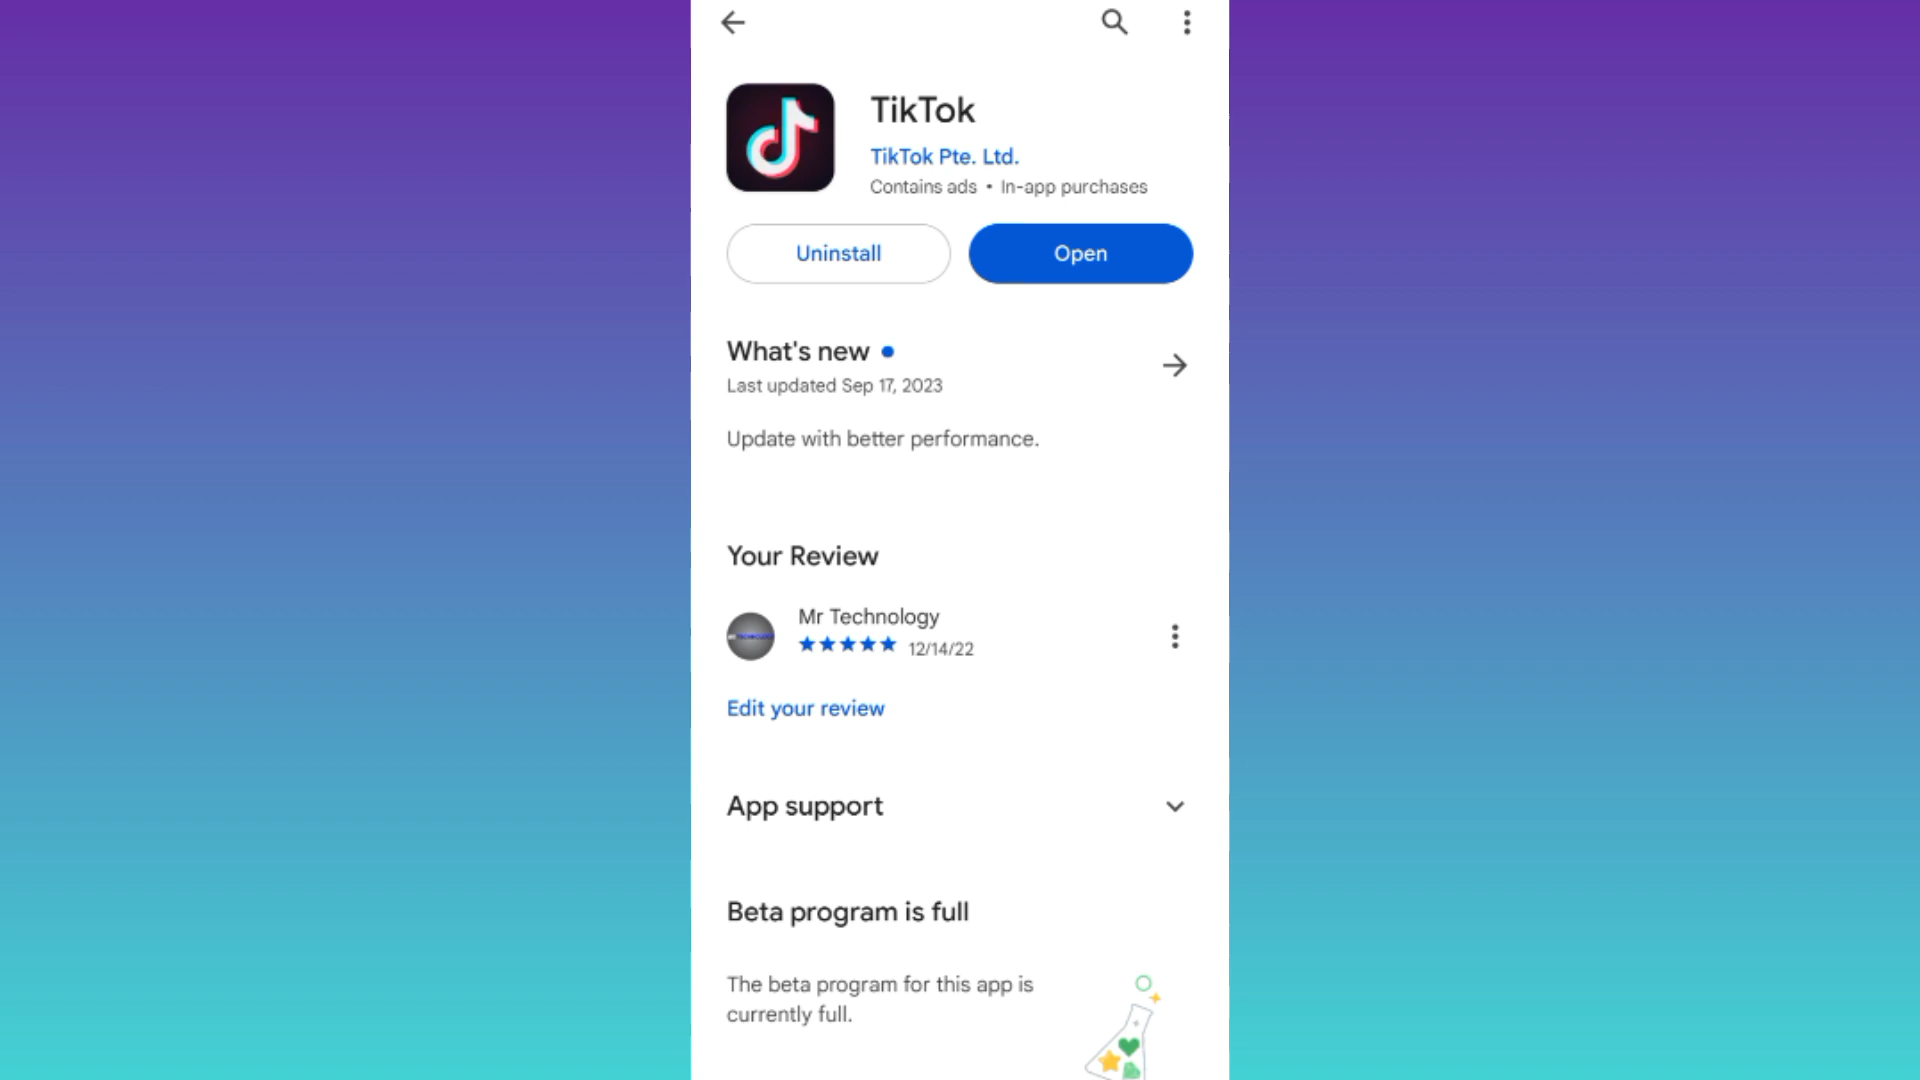 TikTok
TikTok Pte. Ltd.
Contains ads • In-app purchases
Uninstall
Open
What's new
Last updated Sep 17, 2023
Update with better performance.
Your Review
Mr Technology
12/14/22
Edit your review
App support
Beta program is full
The beta program for this app is
currently full.